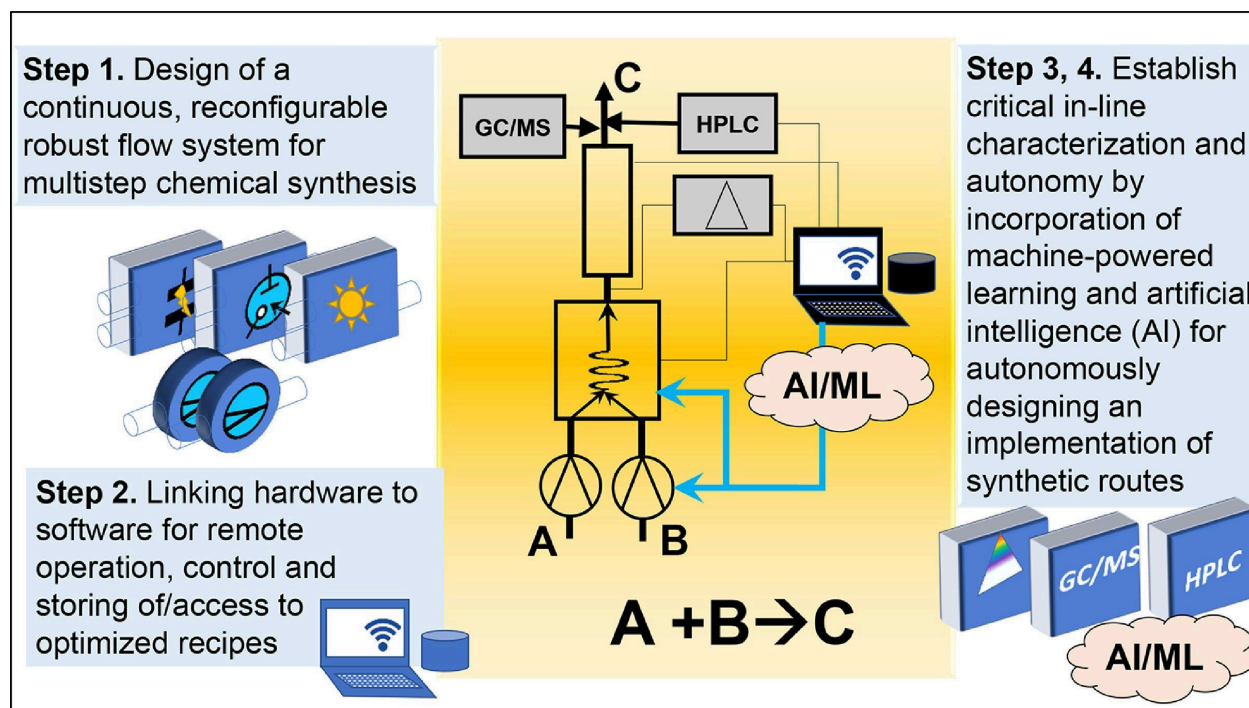 Step 1. Design of a
continuous, reconfigurable
robust flow system for
multistep chemical synthesis
Step 2. Linking hardware to
software for remote
operation, control and
storing of/access to
optimized recipes
C
GC/MS
HPLC
AI/ML
A
B
A +B→C
Step 3, 4. Establish
critical in-line
characterization and
autonomy by
incorporation of
machine-powered
learning and artificial
intelligence (AI) for
autonomously
designing an
implementation of
synthetic routes
GC/MS
HPLC
AI/ML